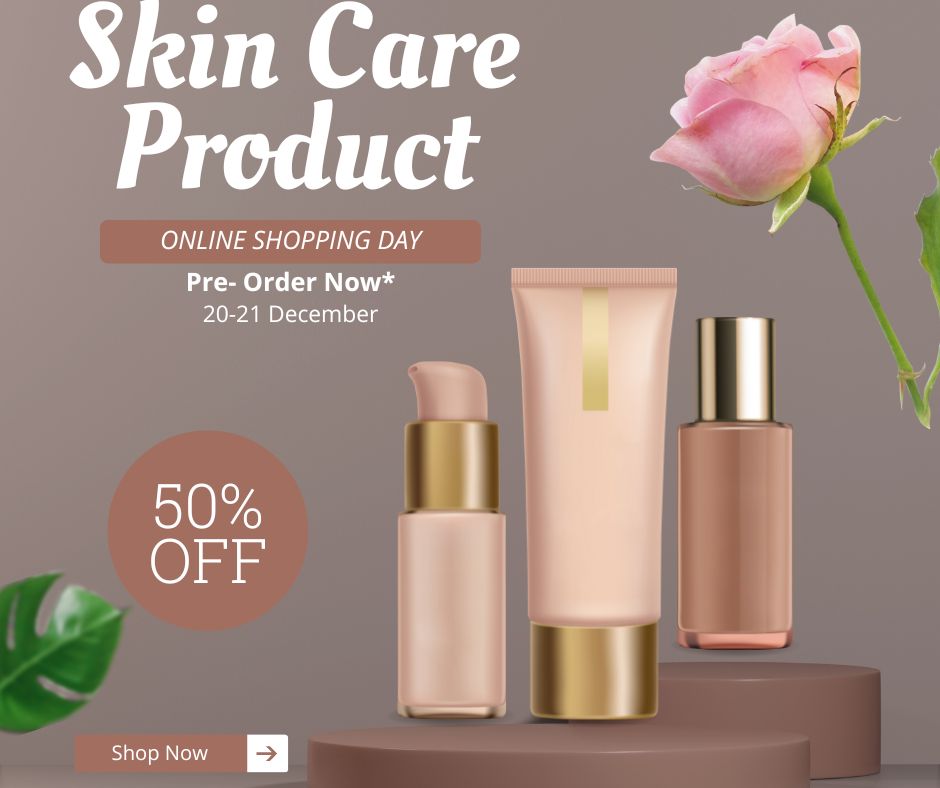 Skin Care
Product
ONLINE SHOPPING DAY
Pre- Order Now*
20-21 December
50%
OFF
Shop Now